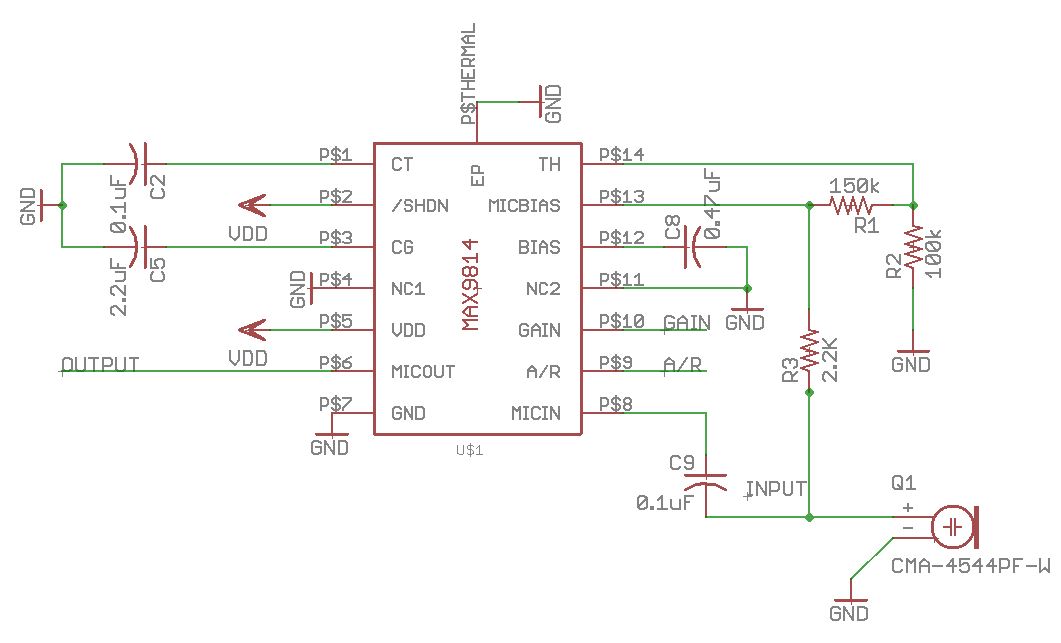 P$THERMAL
GND
P$1
CT
EP
TH
P$14
0.1uF
C2
GND
P$2
/SHDN
MICBIAS
P$13
150k
R1
VDD
P$3
CG
BIAS
P$12
C8
0.47uF
R2
100k
2.2uF
C5
GND
P$4
NC1
MAX9814
NC2
P$11
GND
P$5
VDD
GAIN
P$10
GAIN
VDD
OUTPUT
P$6
MICOUT
A/R
P$9
A/R
R3
2.2K
GND
P$7
GND
MICIN
P$8
GND
U$1
C9
0.1uF
INPUT
Q1
+
-
CMA-4544PF-W
GND